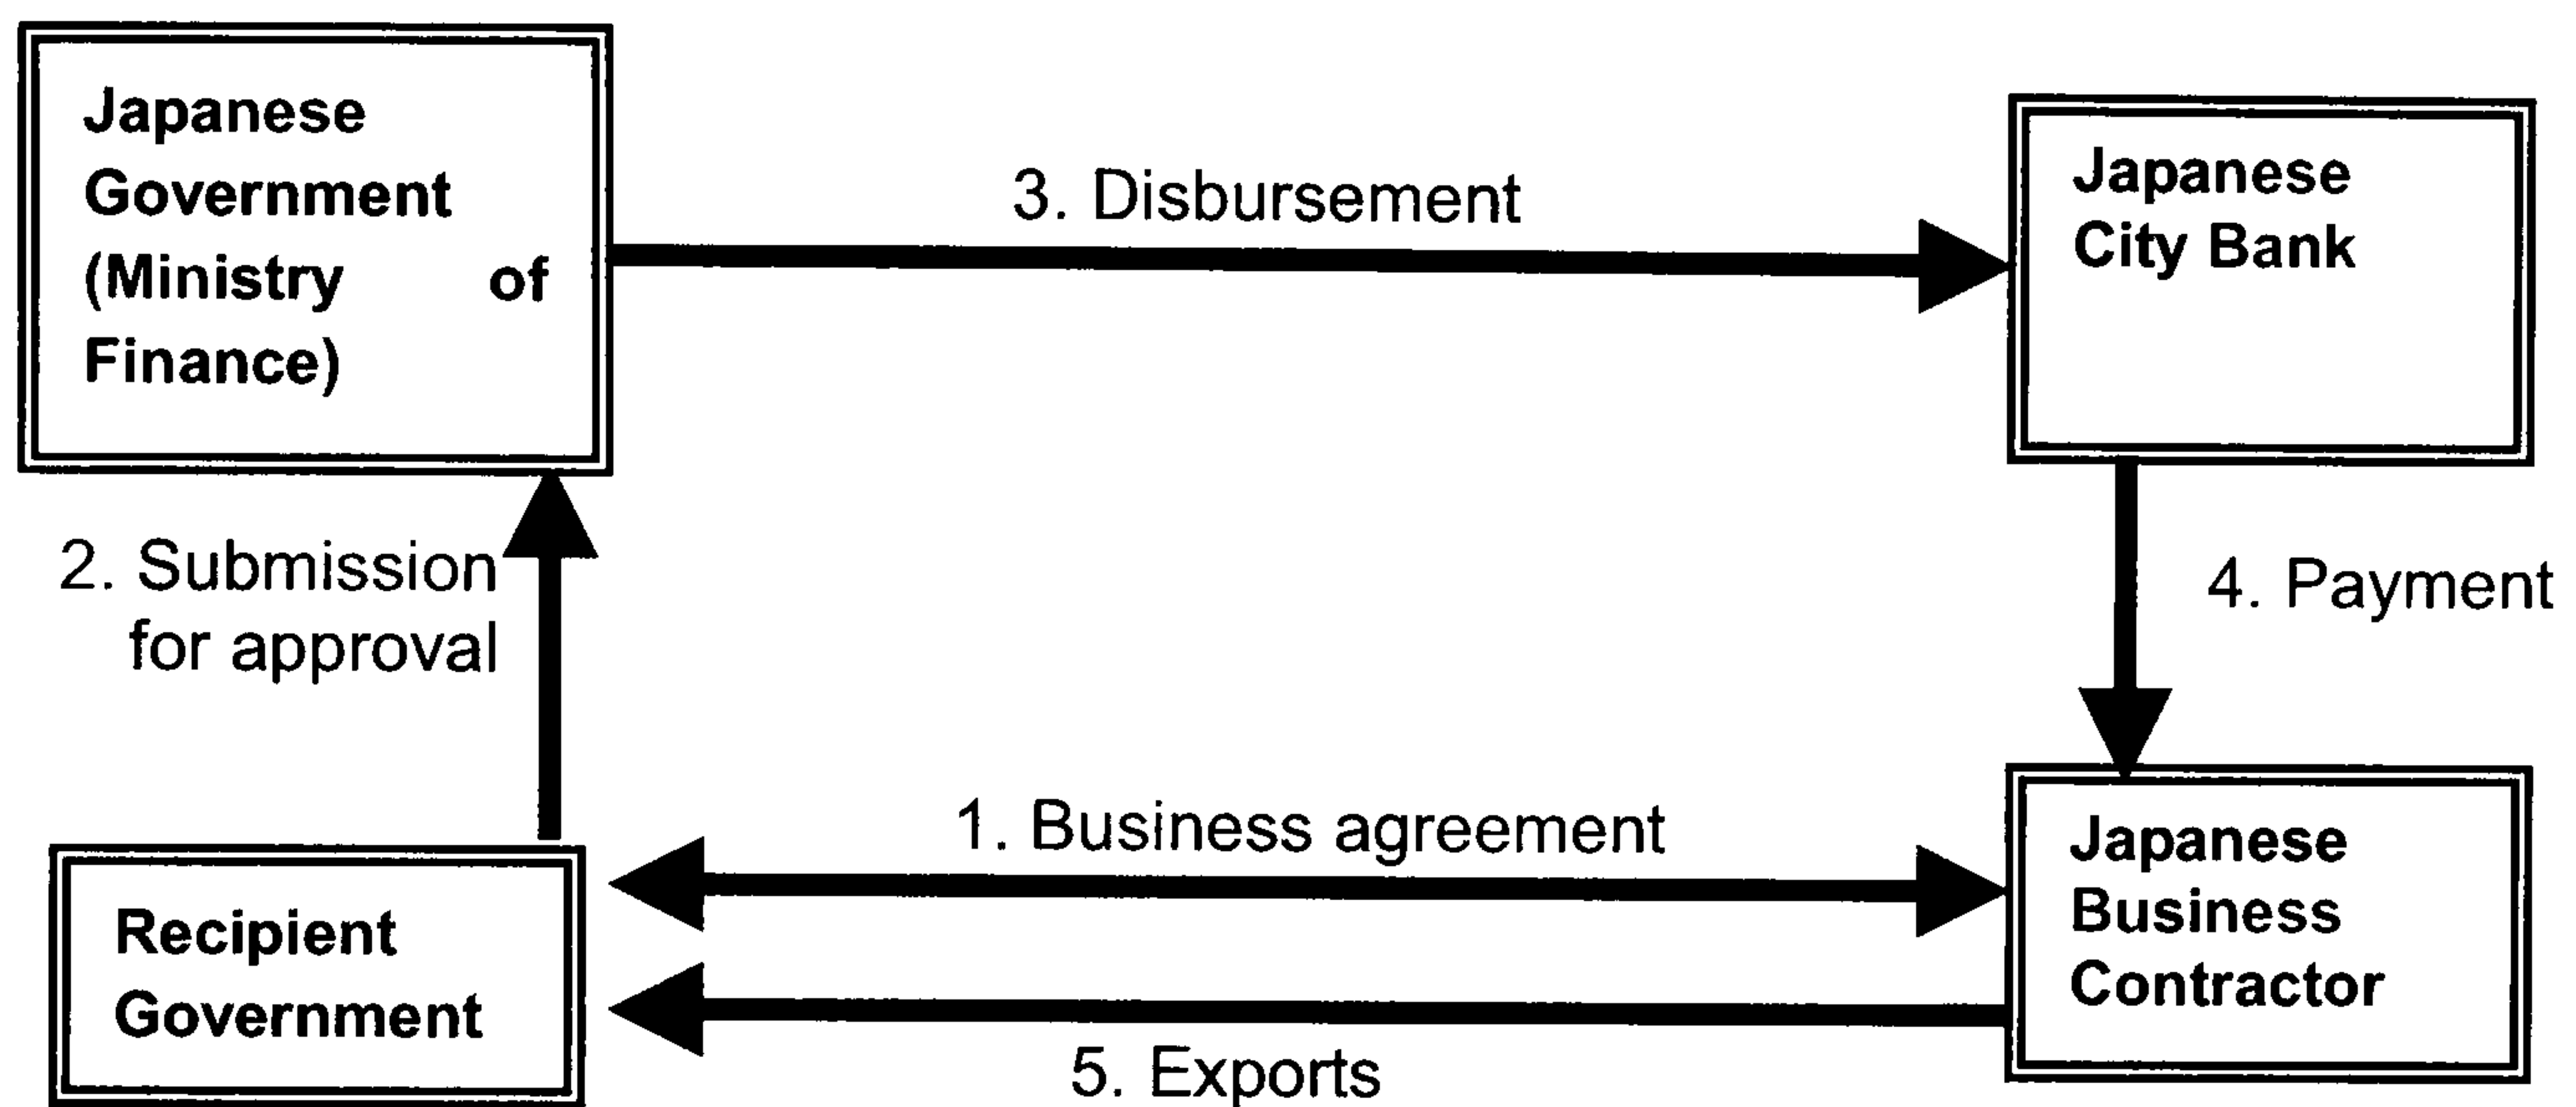 Japanese
Government
(Ministry of
Finance)
3. Disbursement
Japanese
City Bank
2. Submission
for approval
4. Payment
1. Business agreement
Recipient
Government
Japanese
Business
Contractor
5. Exports